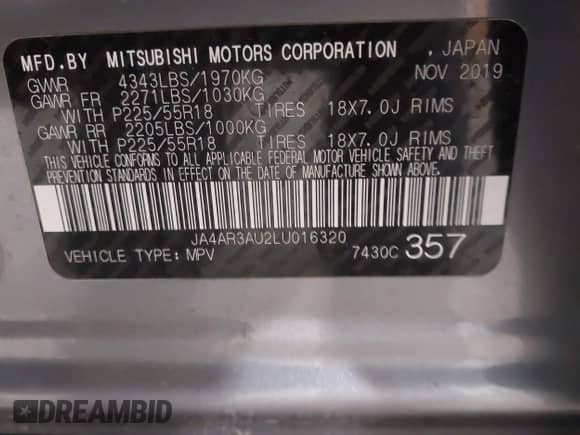 MFD.BY MITSUBISHI MOTORS CORPORATION , JAPAN
GVWR 4343LBS/1970KG NOV 2019
GAWR FR 2271LBS/1030KG
WITH P225/55R18 TIRES 18X7.0J RIMS
GAWR RR 2205LBS/1000KG
WITH P225/55R18 TIRES 18X7.0J RIMS
THIS VEHICLE CONFORMS TO ALL APPLICABLE FEDERAL MOTOR VEHICLE SAFETY AND THEFT
PREVENTION STANDARDS IN EFFECT ON THE DATE OF MANUFACTURE SHOWN ABOVE.
JA4AR3AU2LU016320
VEHICLE TYPE: MPV 7430C 357
DREAMBID